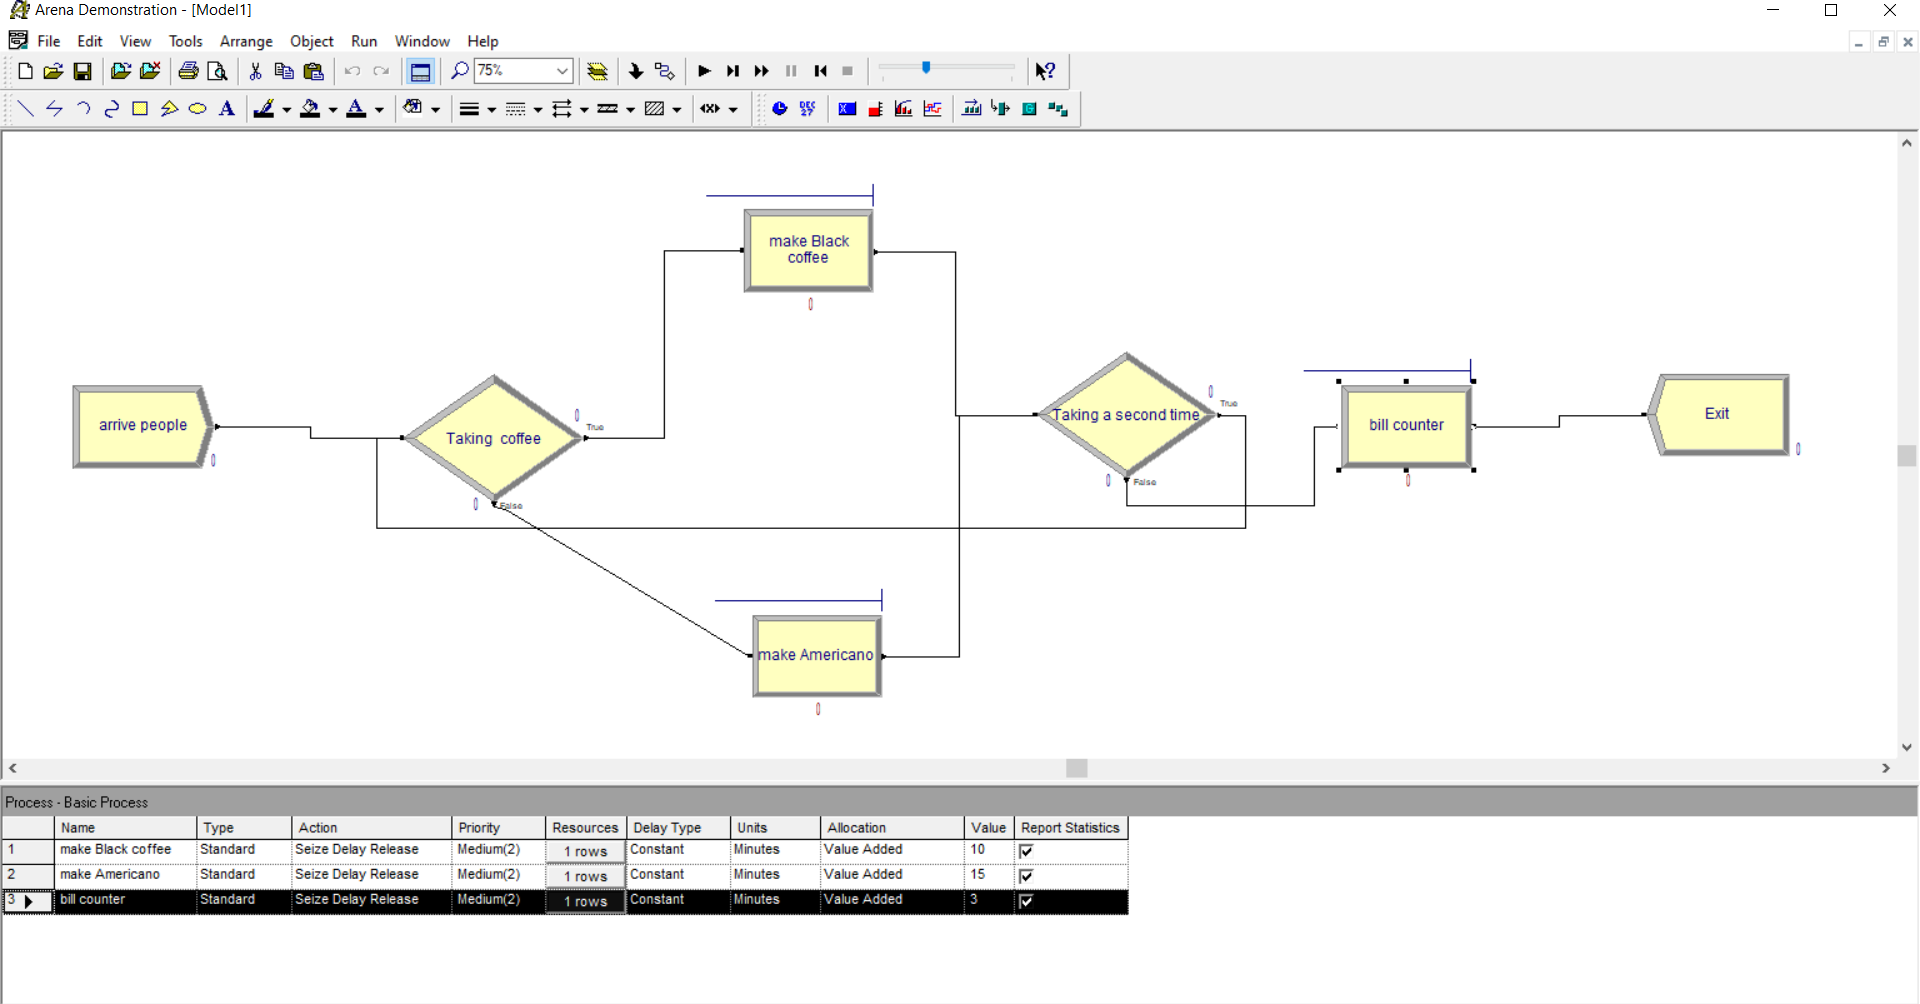 Arena Demonstration - [Model1]
File Edit View Tools Arrange Object Run Window Help
75%
A A DEC 27
make Black
coffee
0
arrive people
0
Taking coffee
0
True
0
False
Taking a second time
0
True
0
False
bill counter
0
Exit
0
make Americano
0
Process - Basic Process
Name Type Action Priority Resources Delay Type Units Allocation Value Report Statistics
1 make Black coffee Standard Seize Delay Release Medium(2) 1 rows Constant Minutes Value Added 10
2 make Americano Standard Seize Delay Release Medium(2) 1 rows Constant Minutes Value Added 15
3 bill counter Standard Seize Delay Release Medium(2) 1 rows Constant Minutes Value Added 3